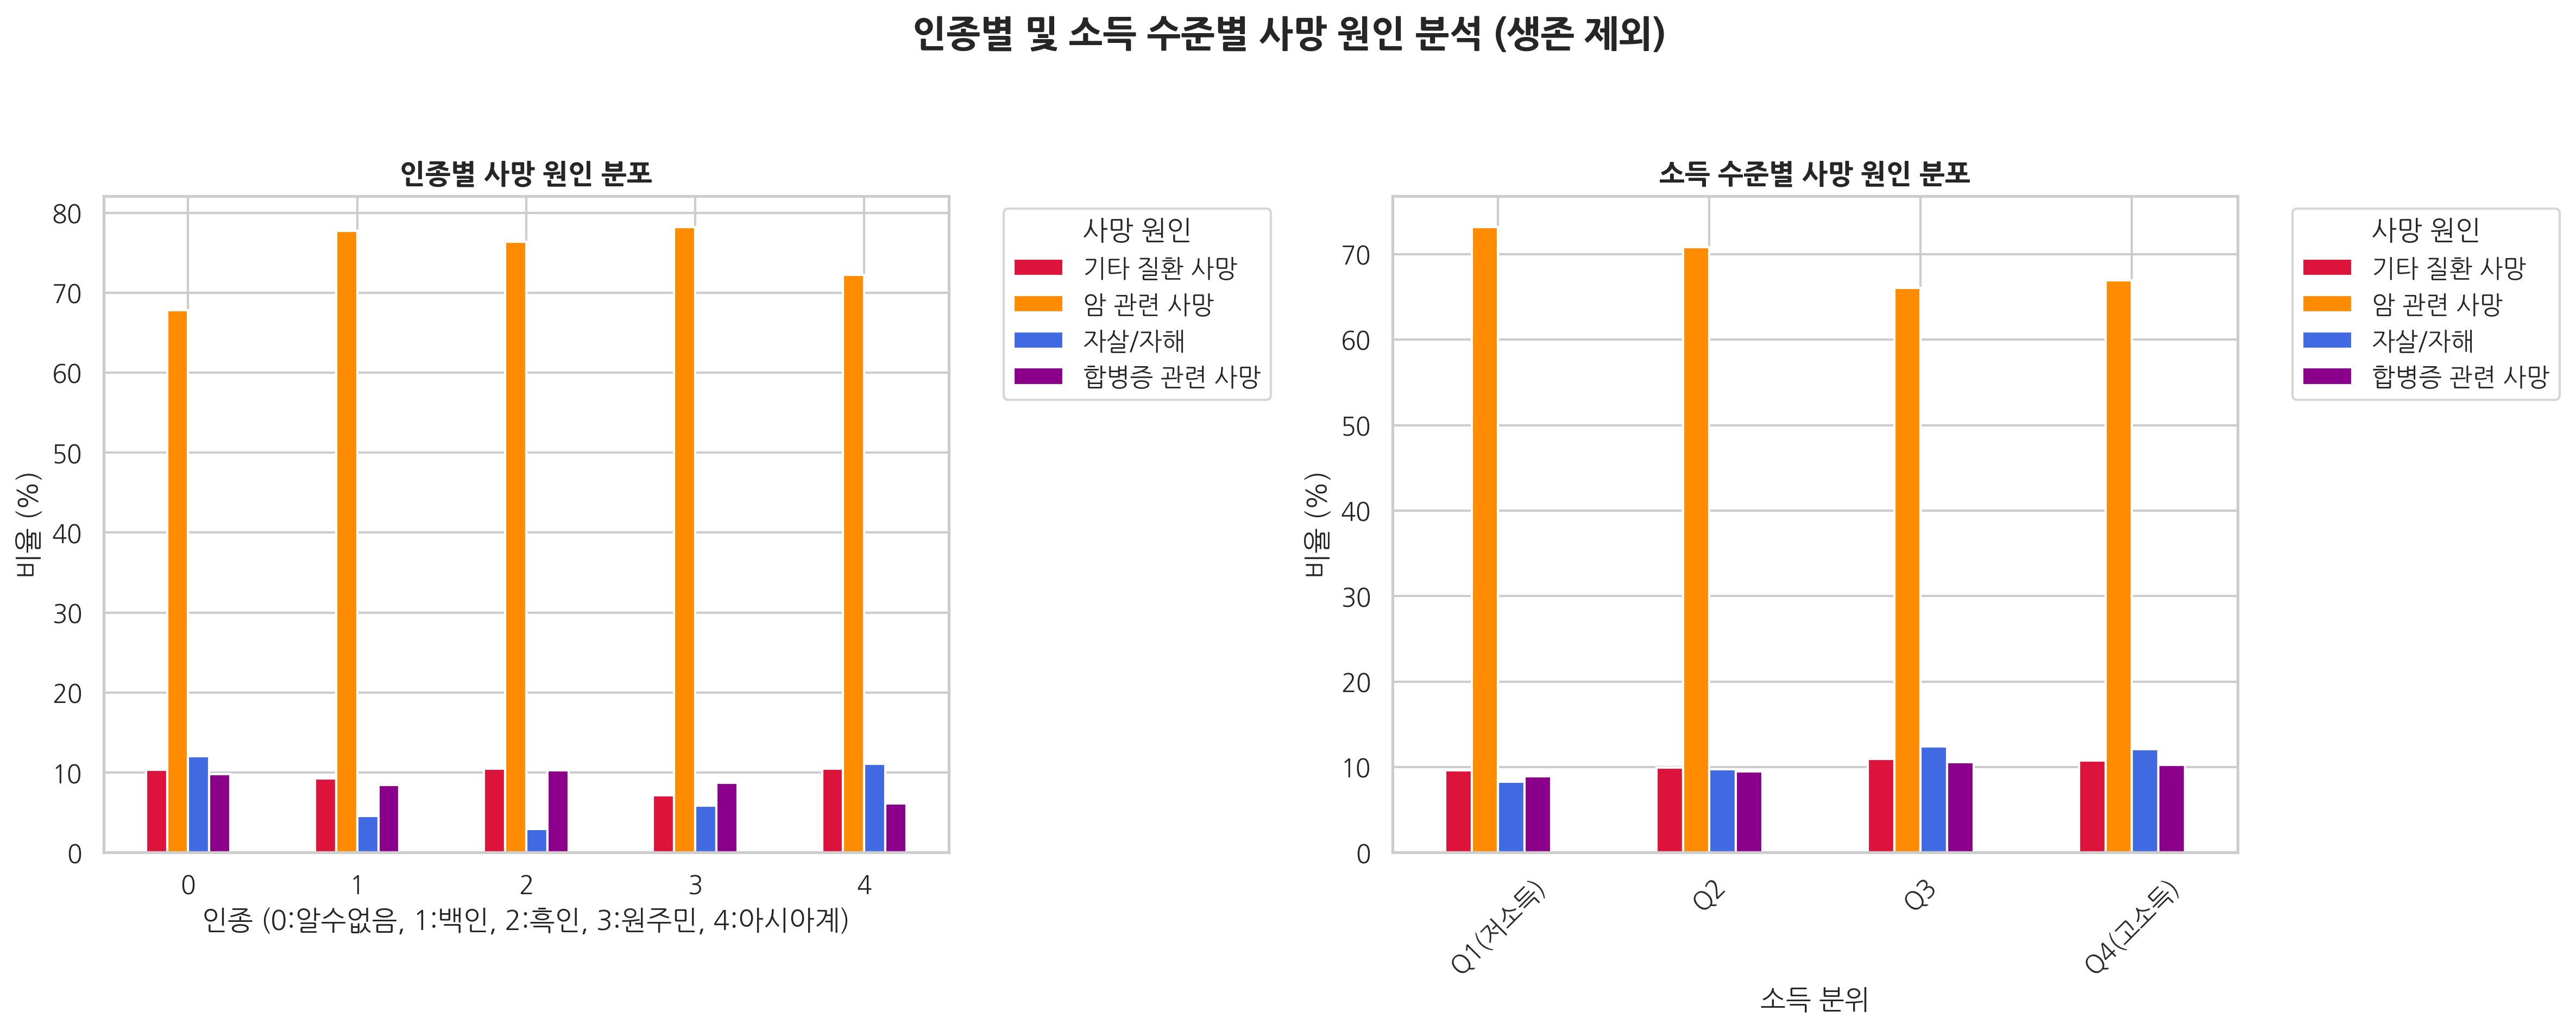 인종별 및 소득 수준별 사망 원인 분석 (생존 제외)
인종별 사망 원인 분포
비율 (%)
80
70
60
50
40
30
20
10
0
0 1 2 3 4
인종 (0:알수없음, 1:백인, 2:흑인, 3:원주민, 4:아시아계)
사망 원인
기타 질환 사망
암 관련 사망
자살/자해
합병증 관련 사망
소득 수준별 사망 원인 분포
비율 (%)
70
60
50
40
30
20
10
0
Q1(저소득) Q2 Q3 Q4(고소득)
소득 분위
사망 원인
기타 질환 사망
암 관련 사망
자살/자해
합병증 관련 사망